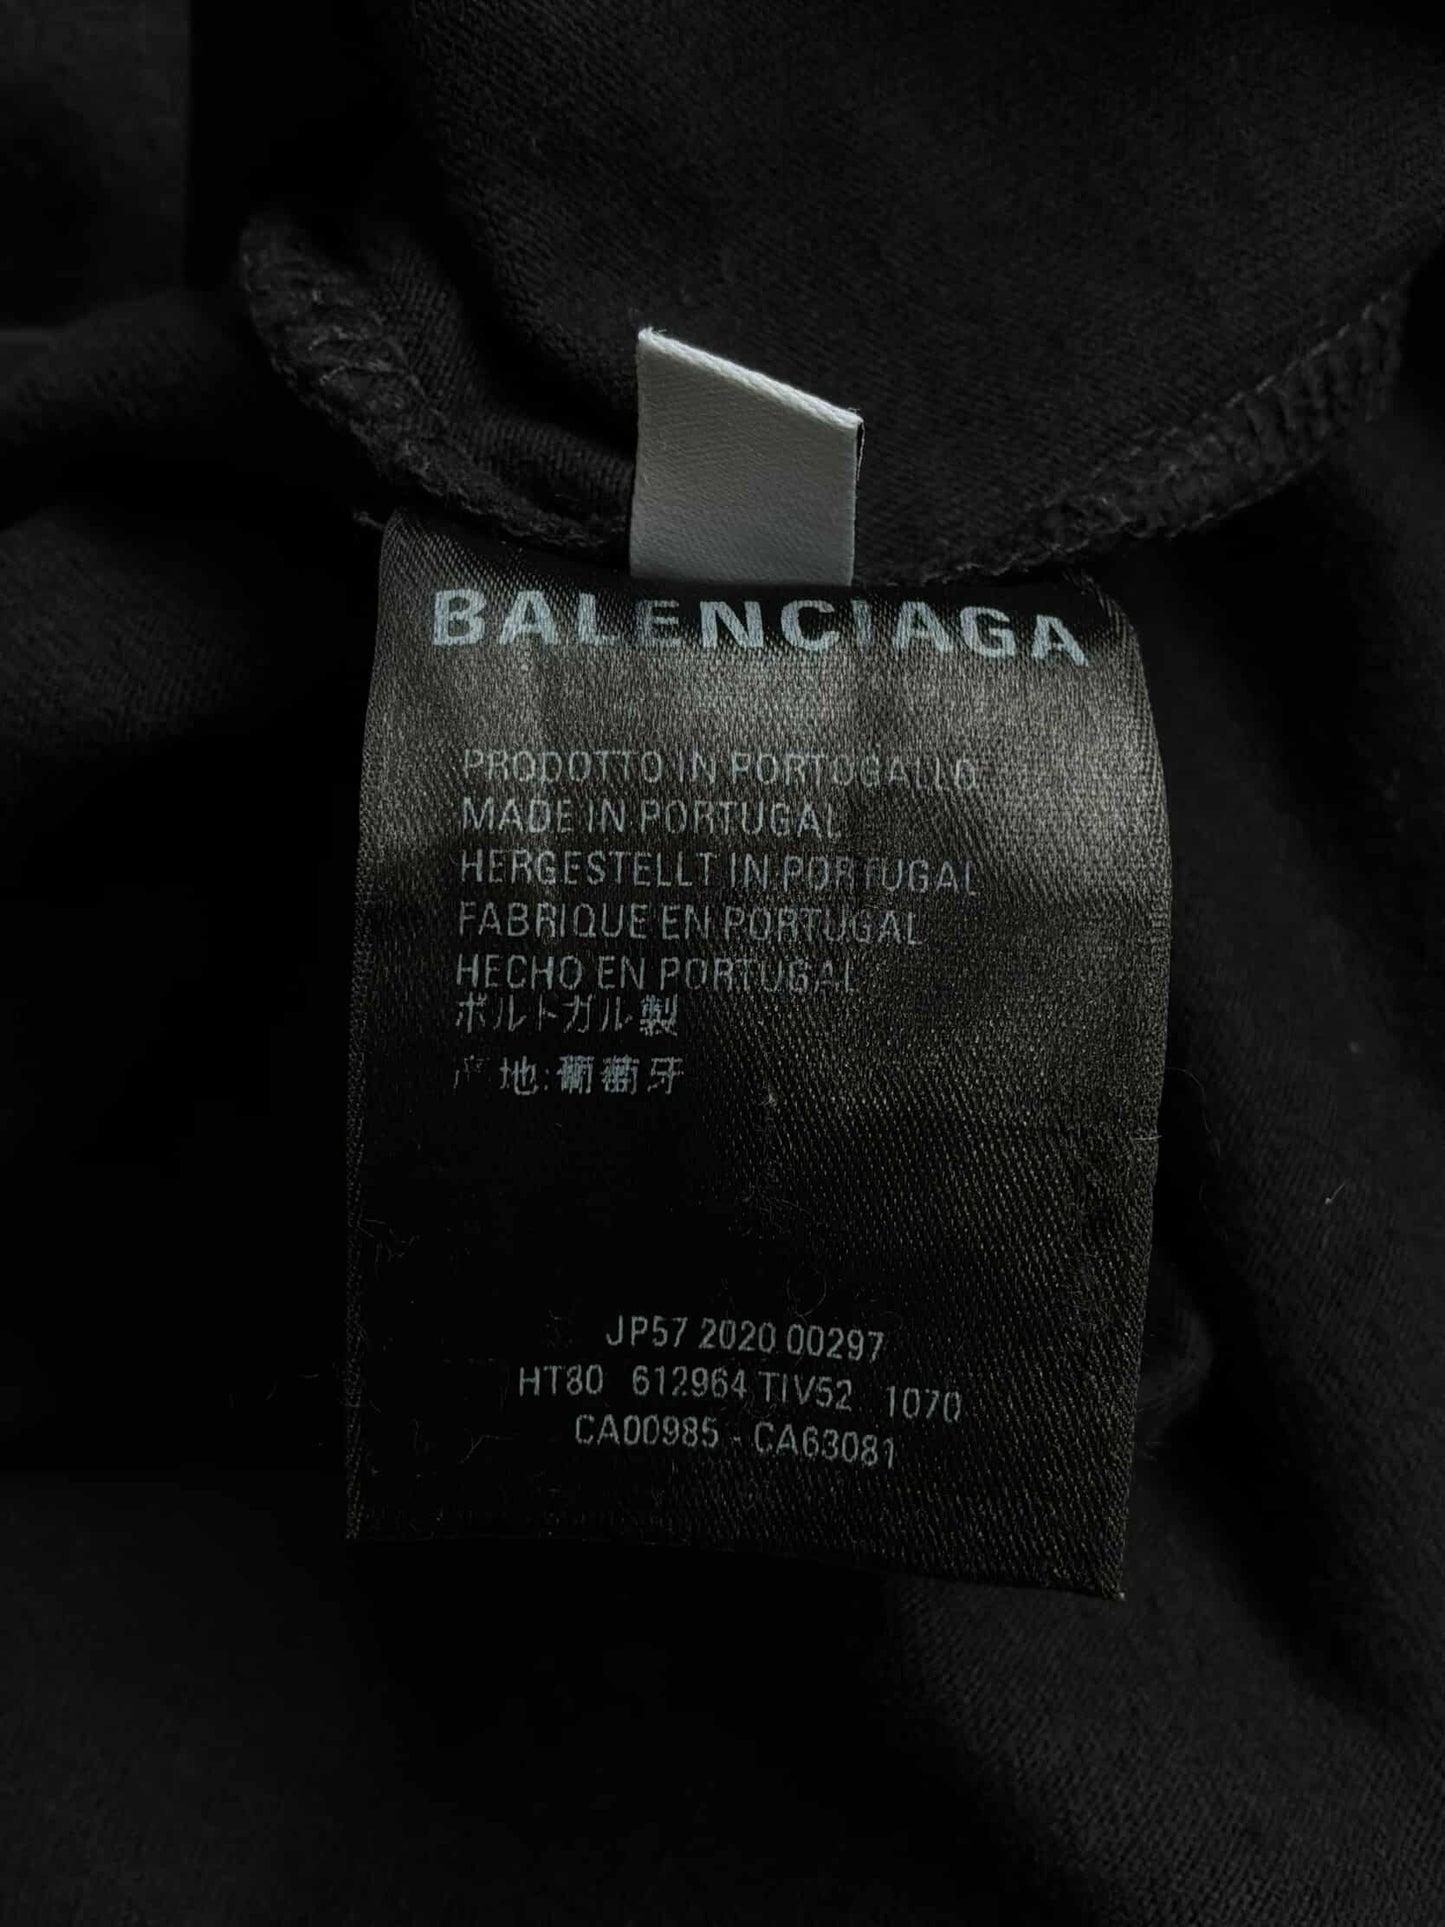 BALENCIAGA
PRODOTTO IN PORTOGALLO
MADE IN PORTUGAL
HERGESTELLT IN PORTUGAL
FABRIQUE EN PORTUGAL
HECHO EN PORTUGAL
ポルトガル製
产地:葡萄牙
JP57 2020 00297
HT80 612964 TIV52 1070
CA00985 - CA63081